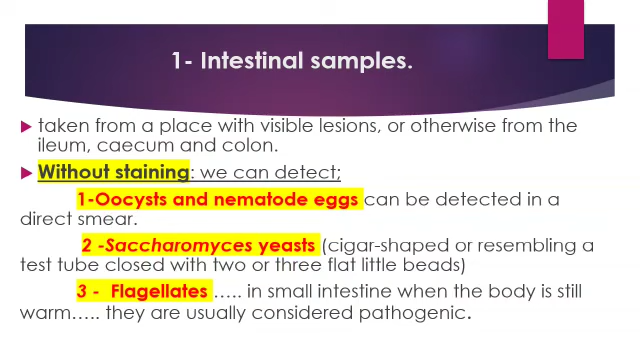 1- Intestinal samples.
taken from a place with visible lesions, or otherwise from the
ileum, caecum and colon.
Without staining: we can detect;
1-Oocysts and nematode eggs can be detected in a
direct smear.
2 -Saccharomyces yeasts (cigar-shaped or resembling a
test tube closed with two or three flat little beads)
3 - Flagellates ….. in small intestine when the body is still
warm….. they are usually considered pathogenic.